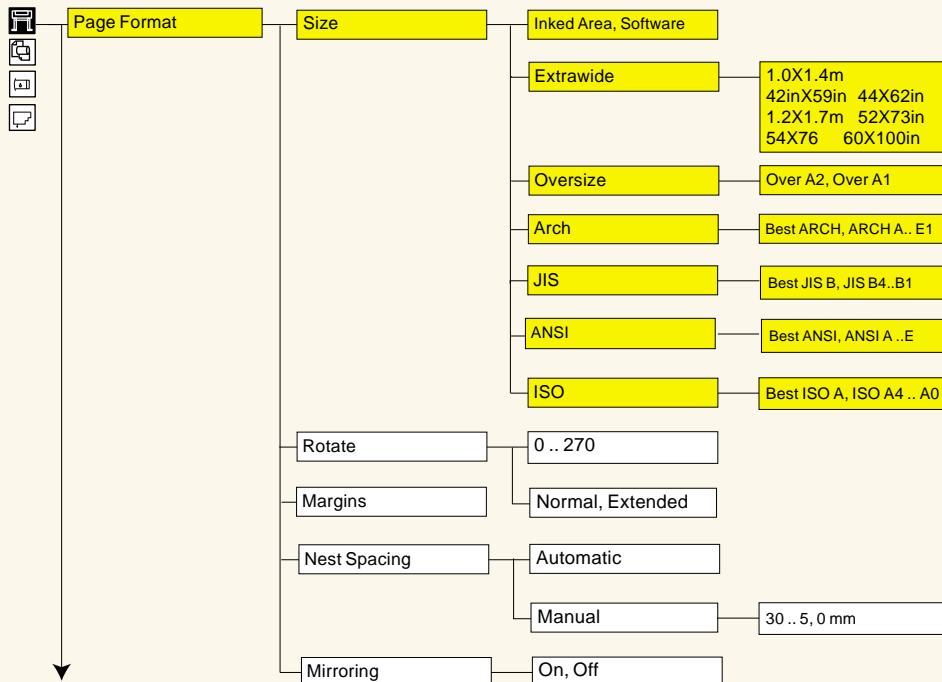 Page Format
Size
Inked Area, Software
Extrawide
1.0X1.4m
42inX59in 44X62in
1.2X1.7m 52X73in
54X76 60X100in
Oversize
Over A2, Over A1
Arch
Best ARCH, ARCH A.. E1
JIS
Best JIS B, JIS B4..B1
ANSI
Best ANSI, ANSI A ..E
ISO
Best ISO A, ISO A4 .. A0
Rotate
0 .. 270
Margins
Normal, Extended
Nest Spacing
Automatic
Manual
30 .. 5, 0 mm
Mirroring
On, Off